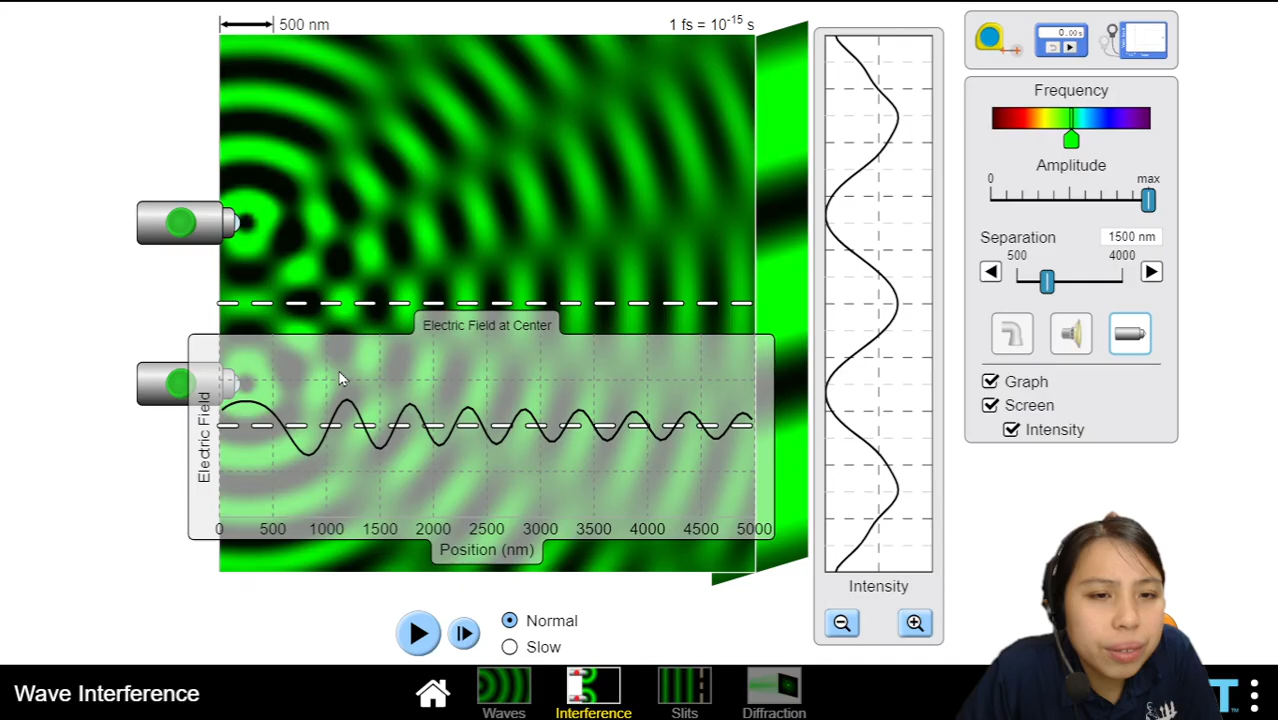 500 nm
1 fs = 10⁻¹⁵ s
0.00 s
Frequency
Amplitude
0
max
Separation
1500 nm
500
4000
Electric Field at Center
Electric Field
0 500 1000 1500 2000 2500 3000 3500 4000 4500 5000
Position (nm)
Graph
Screen
Intensity
Intensity
Normal
Slow
Wave Interference
Waves
Interference
Slits
Diffraction